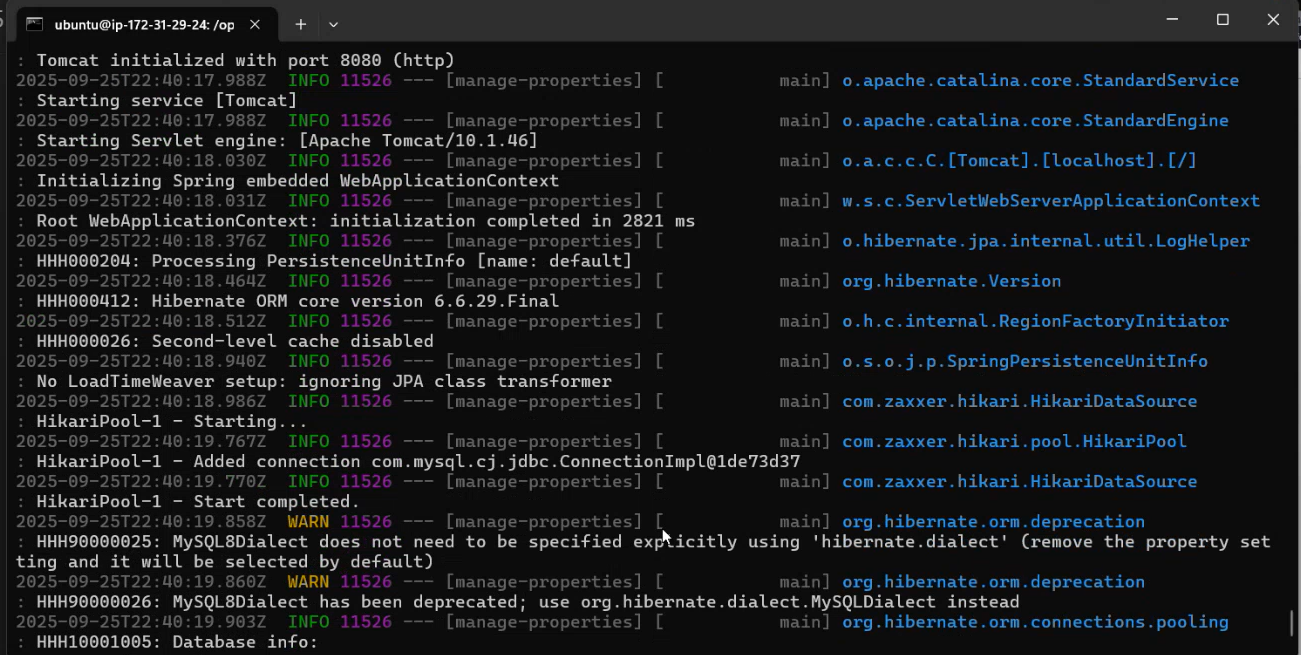 ubuntu@ip-172-31-29-24: /op
: Tomcat initialized with port 8080 (http)
2025-09-25T22:40:17.988Z  INFO 11526 --- [manage-properties] [           main] o.apache.catalina.core.StandardService
: Starting service [Tomcat]
2025-09-25T22:40:17.988Z  INFO 11526 --- [manage-properties] [           main] o.apache.catalina.core.StandardEngine
: Starting Servlet engine: [Apache Tomcat/10.1.46]
2025-09-25T22:40:18.030Z  INFO 11526 --- [manage-properties] [           main] o.a.c.c.C.[Tomcat].[localhost].[/]
: Initializing Spring embedded WebApplicationContext
2025-09-25T22:40:18.031Z  INFO 11526 --- [manage-properties] [           main] w.s.c.ServletWebServerApplicationContext
: Root WebApplicationContext: initialization completed in 2821 ms
2025-09-25T22:40:18.376Z  INFO 11526 --- [manage-properties] [           main] o.hibernate.jpa.internal.util.LogHelper
: HHH000204: Processing PersistenceUnitInfo [name: default]
2025-09-25T22:40:18.464Z  INFO 11526 --- [manage-properties] [           main] org.hibernate.Version
: HHH000412: Hibernate ORM core version 6.6.29.Final
2025-09-25T22:40:18.512Z  INFO 11526 --- [manage-properties] [           main] o.h.c.internal.RegionFactoryInitiator
: HHH000026: Second-level cache disabled
2025-09-25T22:40:18.940Z  INFO 11526 --- [manage-properties] [           main] o.s.o.j.p.SpringPersistenceUnitInfo
: No LoadTimeWeaver setup: ignoring JPA class transformer
2025-09-25T22:40:18.986Z  INFO 11526 --- [manage-properties] [           main] com.zaxxer.hikari.HikariDataSource
: HikariPool-1 - Starting...
2025-09-25T22:40:19.767Z  INFO 11526 --- [manage-properties] [           main] com.zaxxer.hikari.pool.HikariPool
: HikariPool-1 - Added connection com.mysql.cj.jdbc.ConnectionImpl@1de73d37
2025-09-25T22:40:19.770Z  INFO 11526 --- [manage-properties] [           main] com.zaxxer.hikari.HikariDataSource
: HikariPool-1 - Start completed.
2025-09-25T22:40:19.858Z  WARN 11526 --- [manage-properties] [           main] org.hibernate.orm.deprecation
: HHH90000025: MySQL8Dialect does not need to be specified explicitly using 'hibernate.dialect' (remove the property set
ting and it will be selected by default)
2025-09-25T22:40:19.860Z  WARN 11526 --- [manage-properties] [           main] org.hibernate.orm.deprecation
: HHH90000026: MySQL8Dialect has been deprecated; use org.hibernate.dialect.MySQLDialect instead
2025-09-25T22:40:19.903Z  INFO 11526 --- [manage-properties] [           main] org.hibernate.orm.connections.pooling
: HHH10001005: Database info: